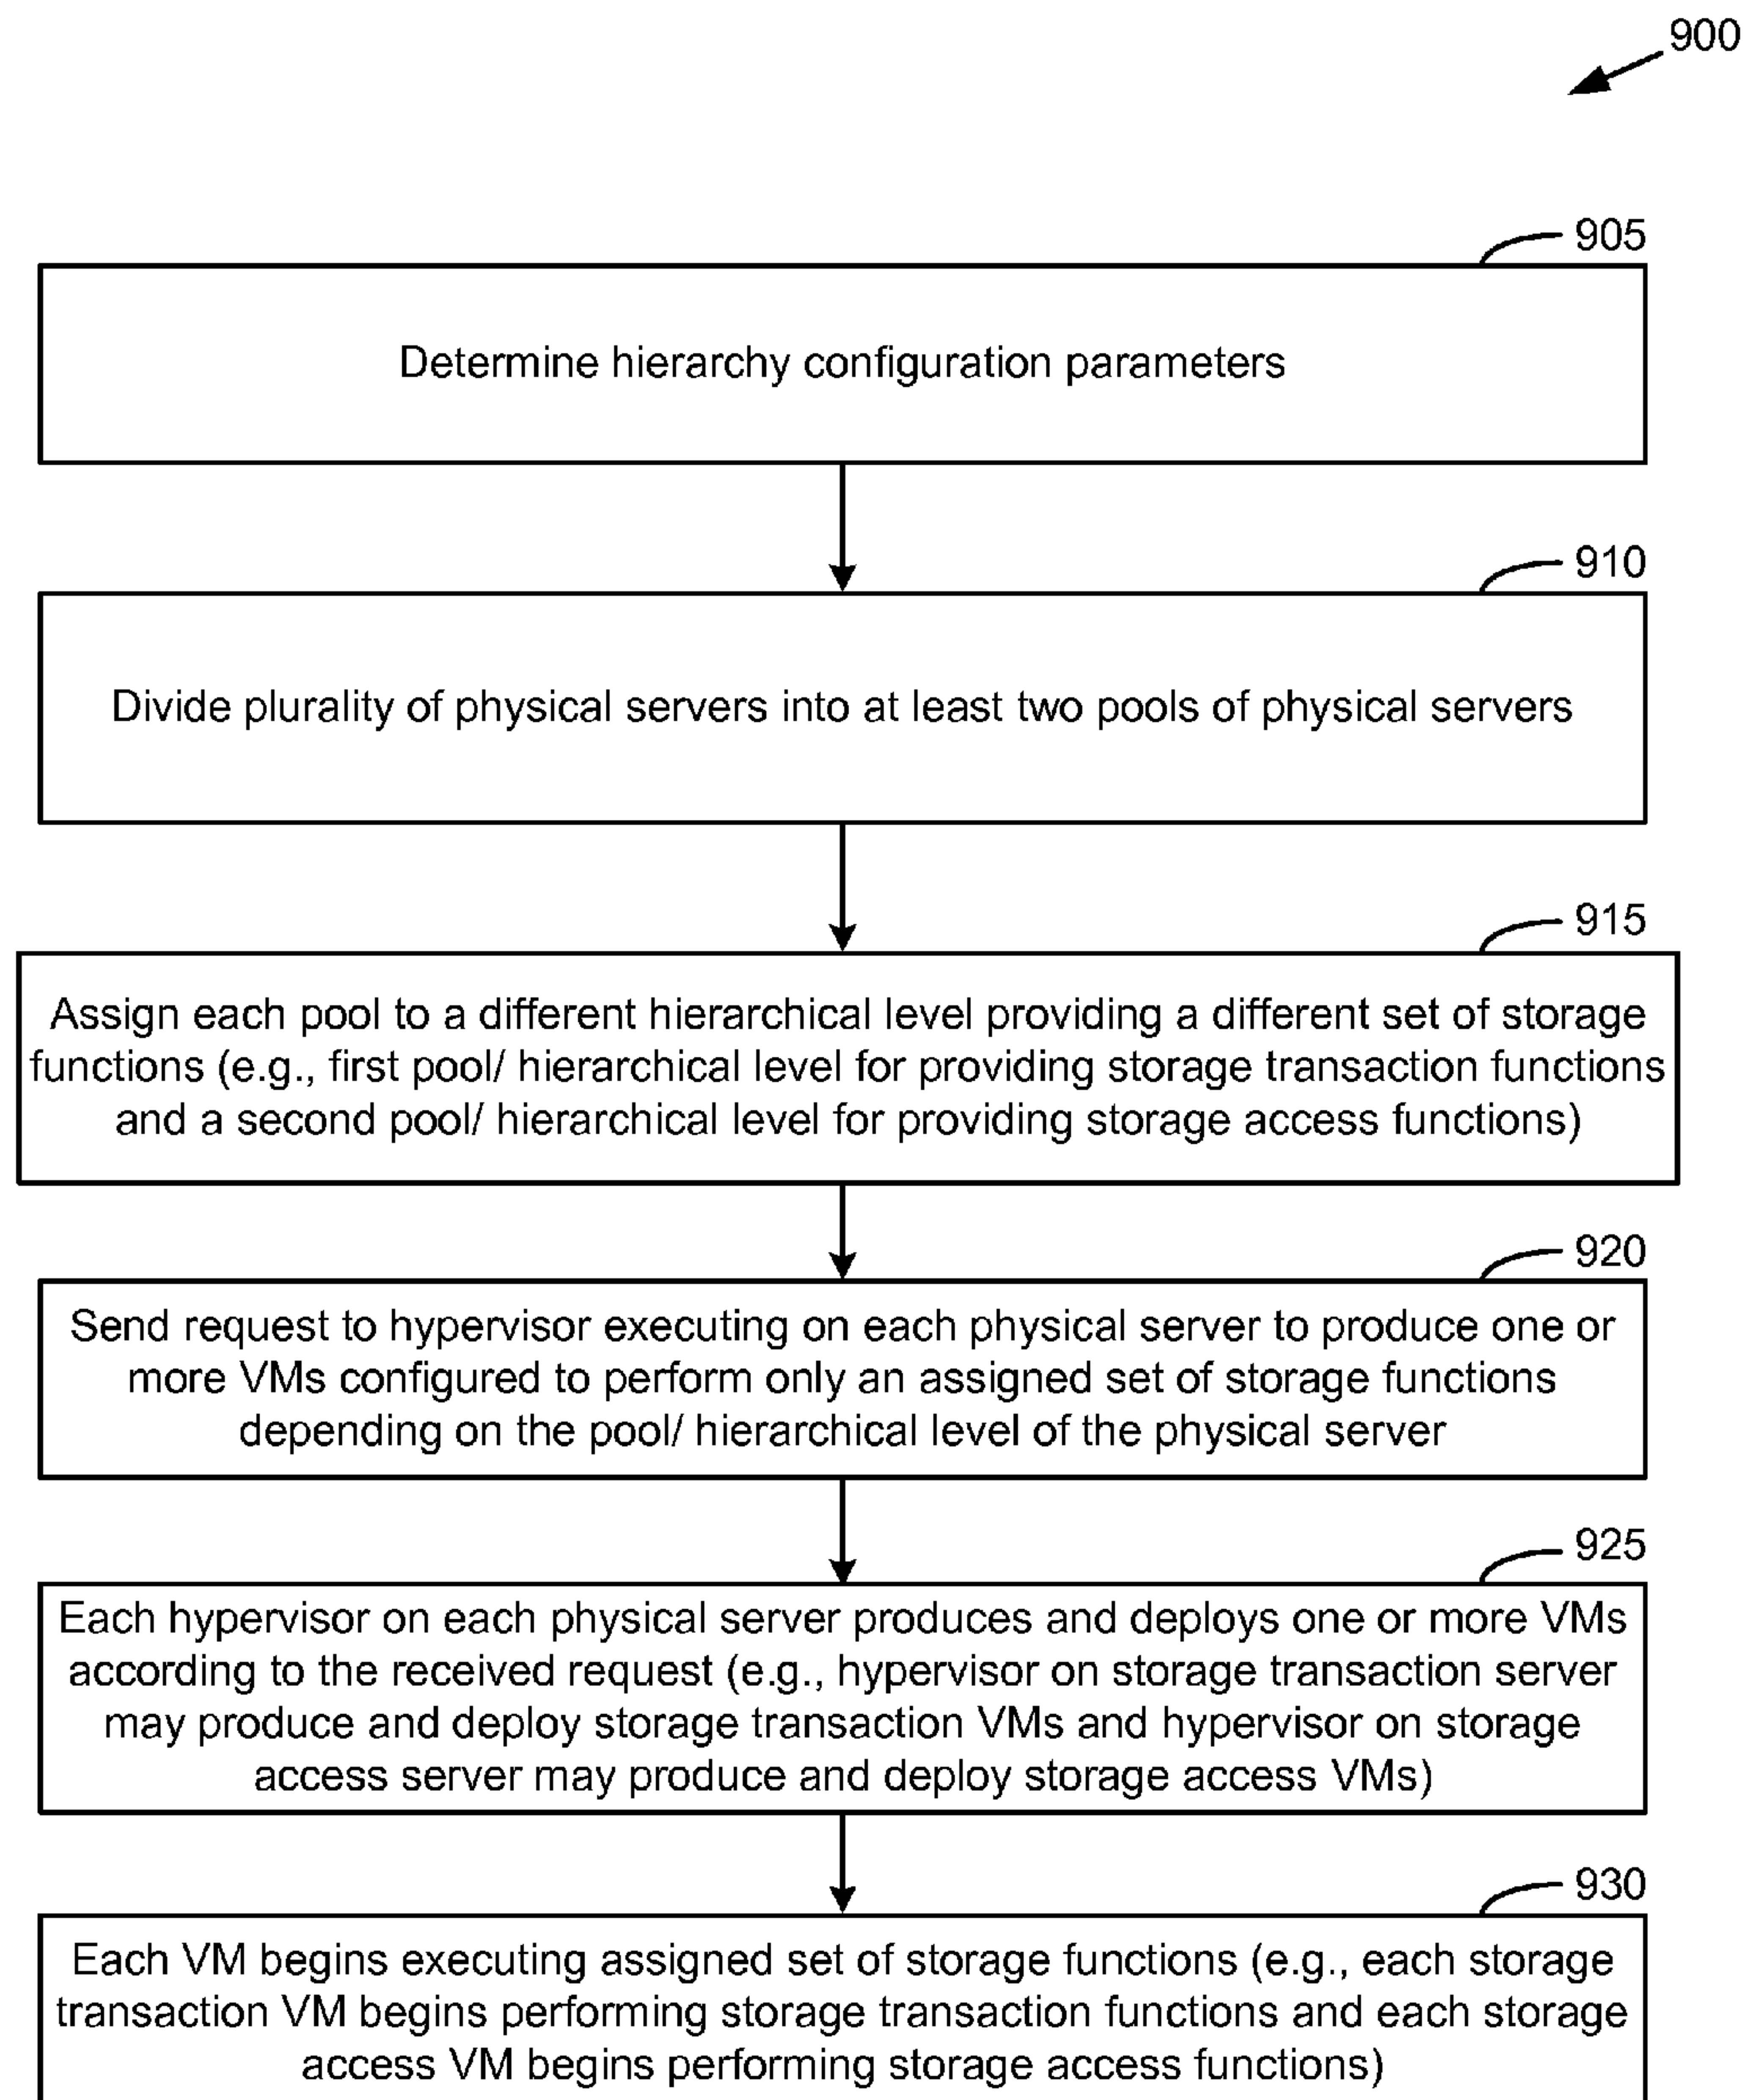 900
905
Determine hierarchy configuration parameters
910
Divide plurality of physical servers into at least two pools of physical servers
915
Assign each pool to a different hierarchical level providing a different set of storage
functions (e.g., first pool/ hierarchical level for providing storage transaction functions
and a second pool/ hierarchical level for providing storage access functions)
920
Send request to hypervisor executing on each physical server to produce one or
more VMs configured to perform only an assigned set of storage functions
depending on the pool/ hierarchical level of the physical server
925
Each hypervisor on each physical server produces and deploys one or more VMs
according to the received request (e.g., hypervisor on storage transaction server
may produce and deploy storage transaction VMs and hypervisor on storage
access server may produce and deploy storage access VMs)
930
Each VM begins executing assigned set of storage functions (e.g., each storage
transaction VM begins performing storage transaction functions and each storage
access VM begins performing storage access functions)